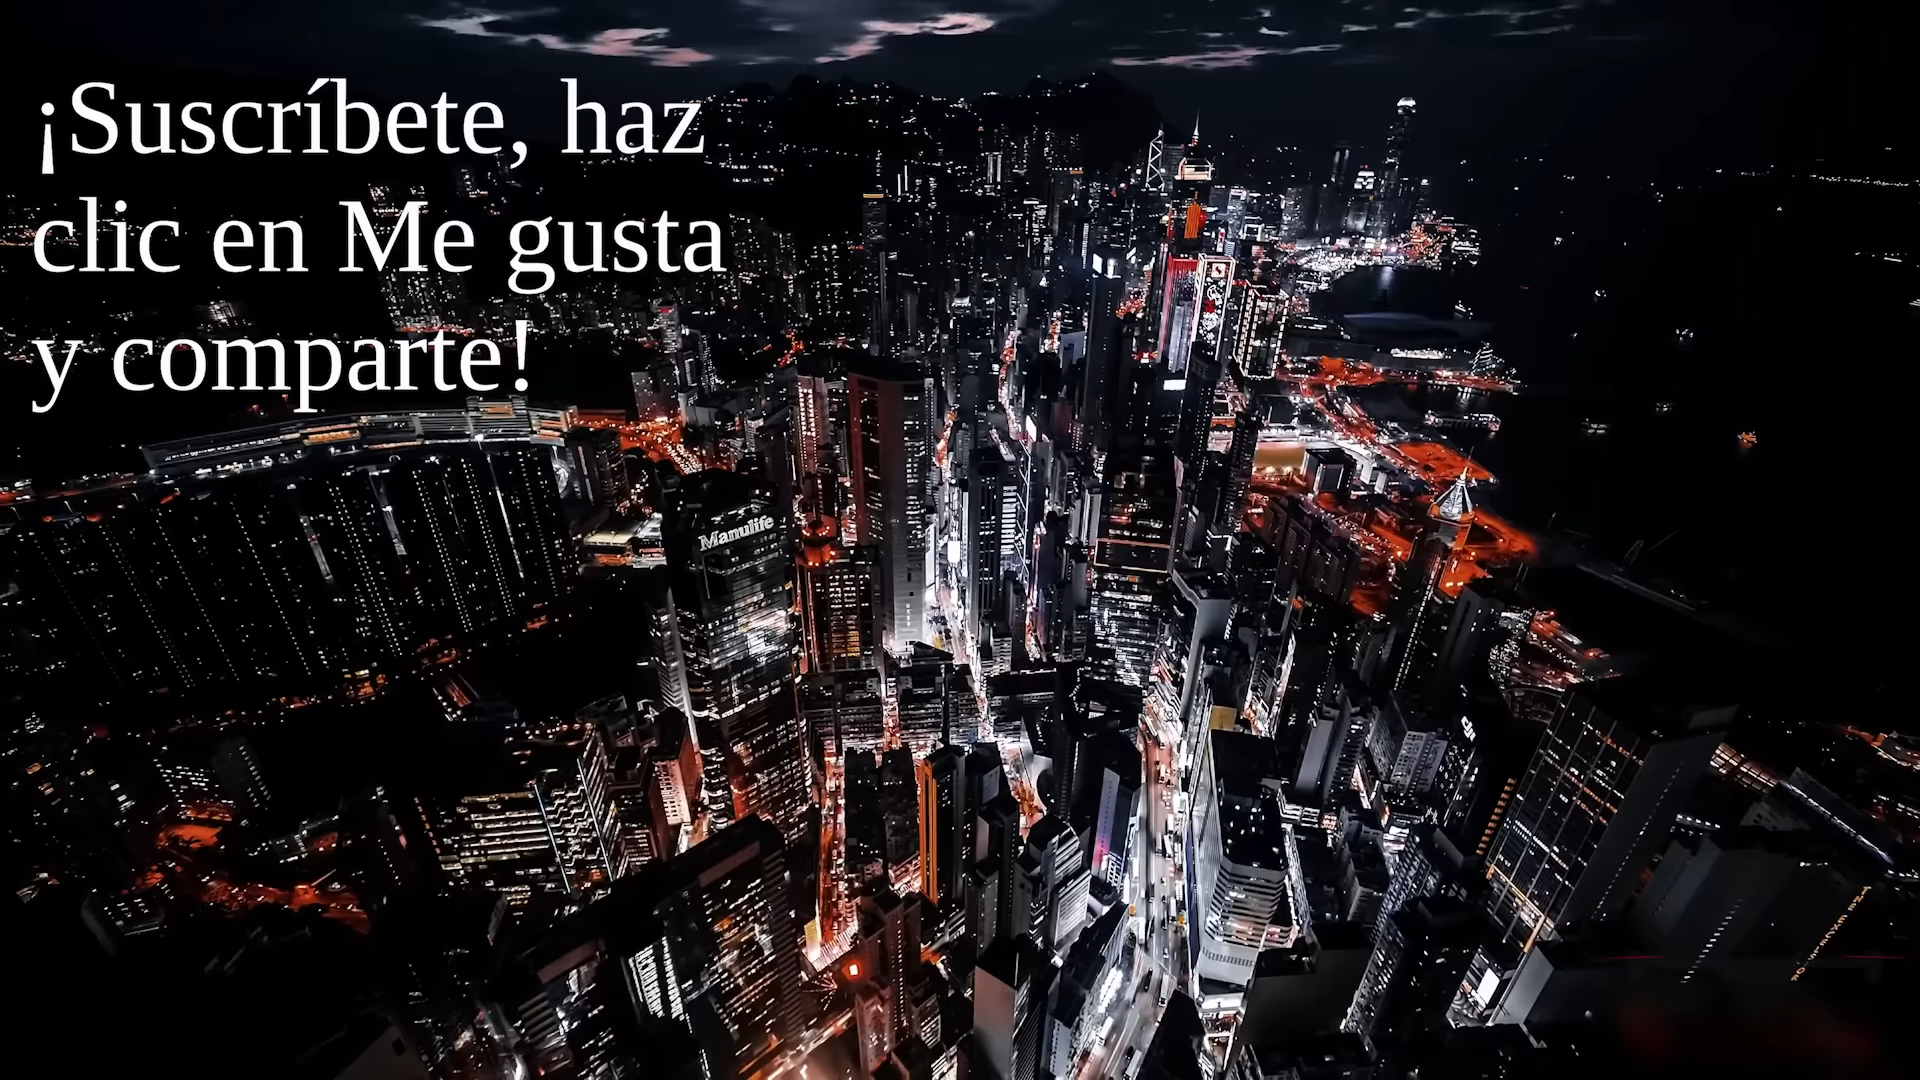 ¡Suscríbete, haz
clic en Me gusta
y comparte!
Manulife